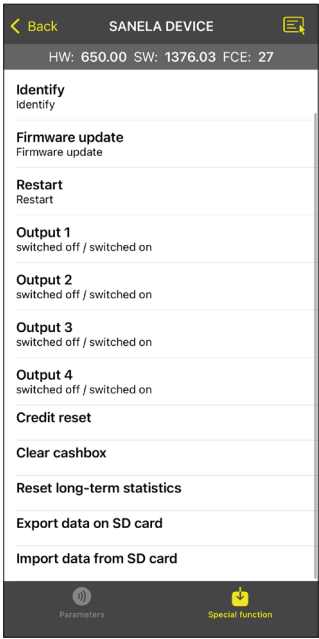 Back
SANELA DEVICE
HW: 650.00 SW: 1376.03 FCE: 27
Identify
Identify
Firmware update
Firmware update
Restart
Restart
Output 1
switched off / switched on
Output 2
switched off / switched on
Output 3
switched off / switched on
Output 4
switched off / switched on
Credit reset
Clear cashbox
Reset long-term statistics
Export data on SD card
Import data from SD card
Parameters
Special function